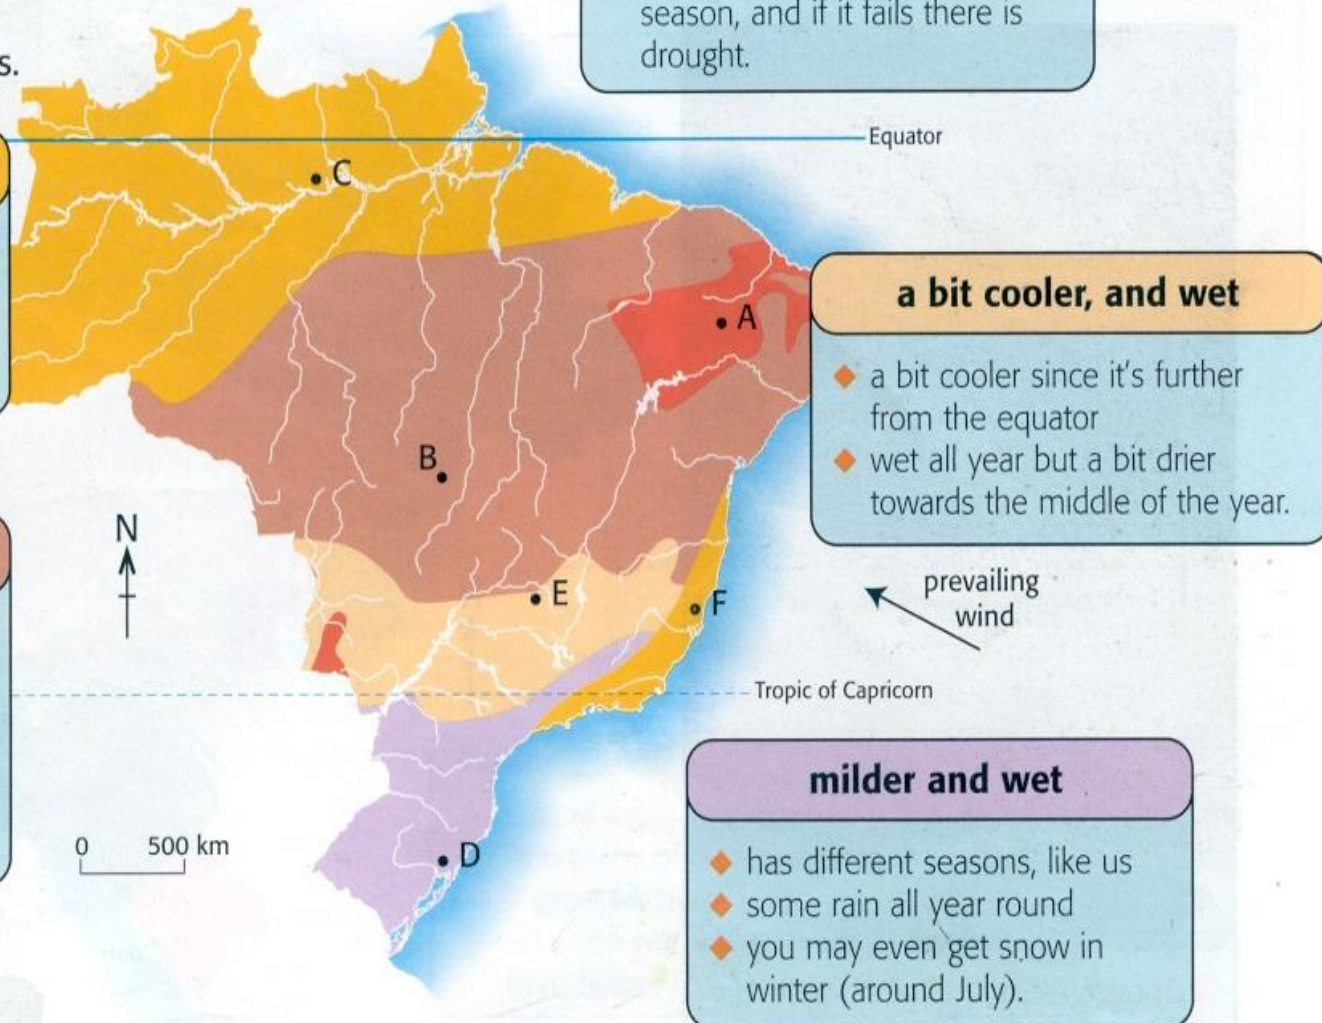 season, and if it fails there is
drought.
s.
Equator
C
a bit cooler, and wet
A
◆ a bit cooler since it's further
from the equator
◆ wet all year but a bit drier
towards the middle of the year.
B
N
E
F
prevailing
wind
Tropic of Capricorn
milder and wet
0 500 km
D
◆ has different seasons, like us
◆ some rain all year round
◆ you may even get snow in
winter (around July).